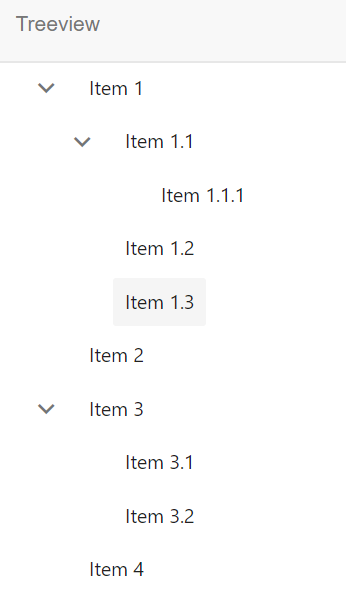 Treeview
Item 1
Item 1.1
Item 1.1.1
Item 1.2
Item 1.3
Item 2
Item 3
Item 3.1
Item 3.2
Item 4